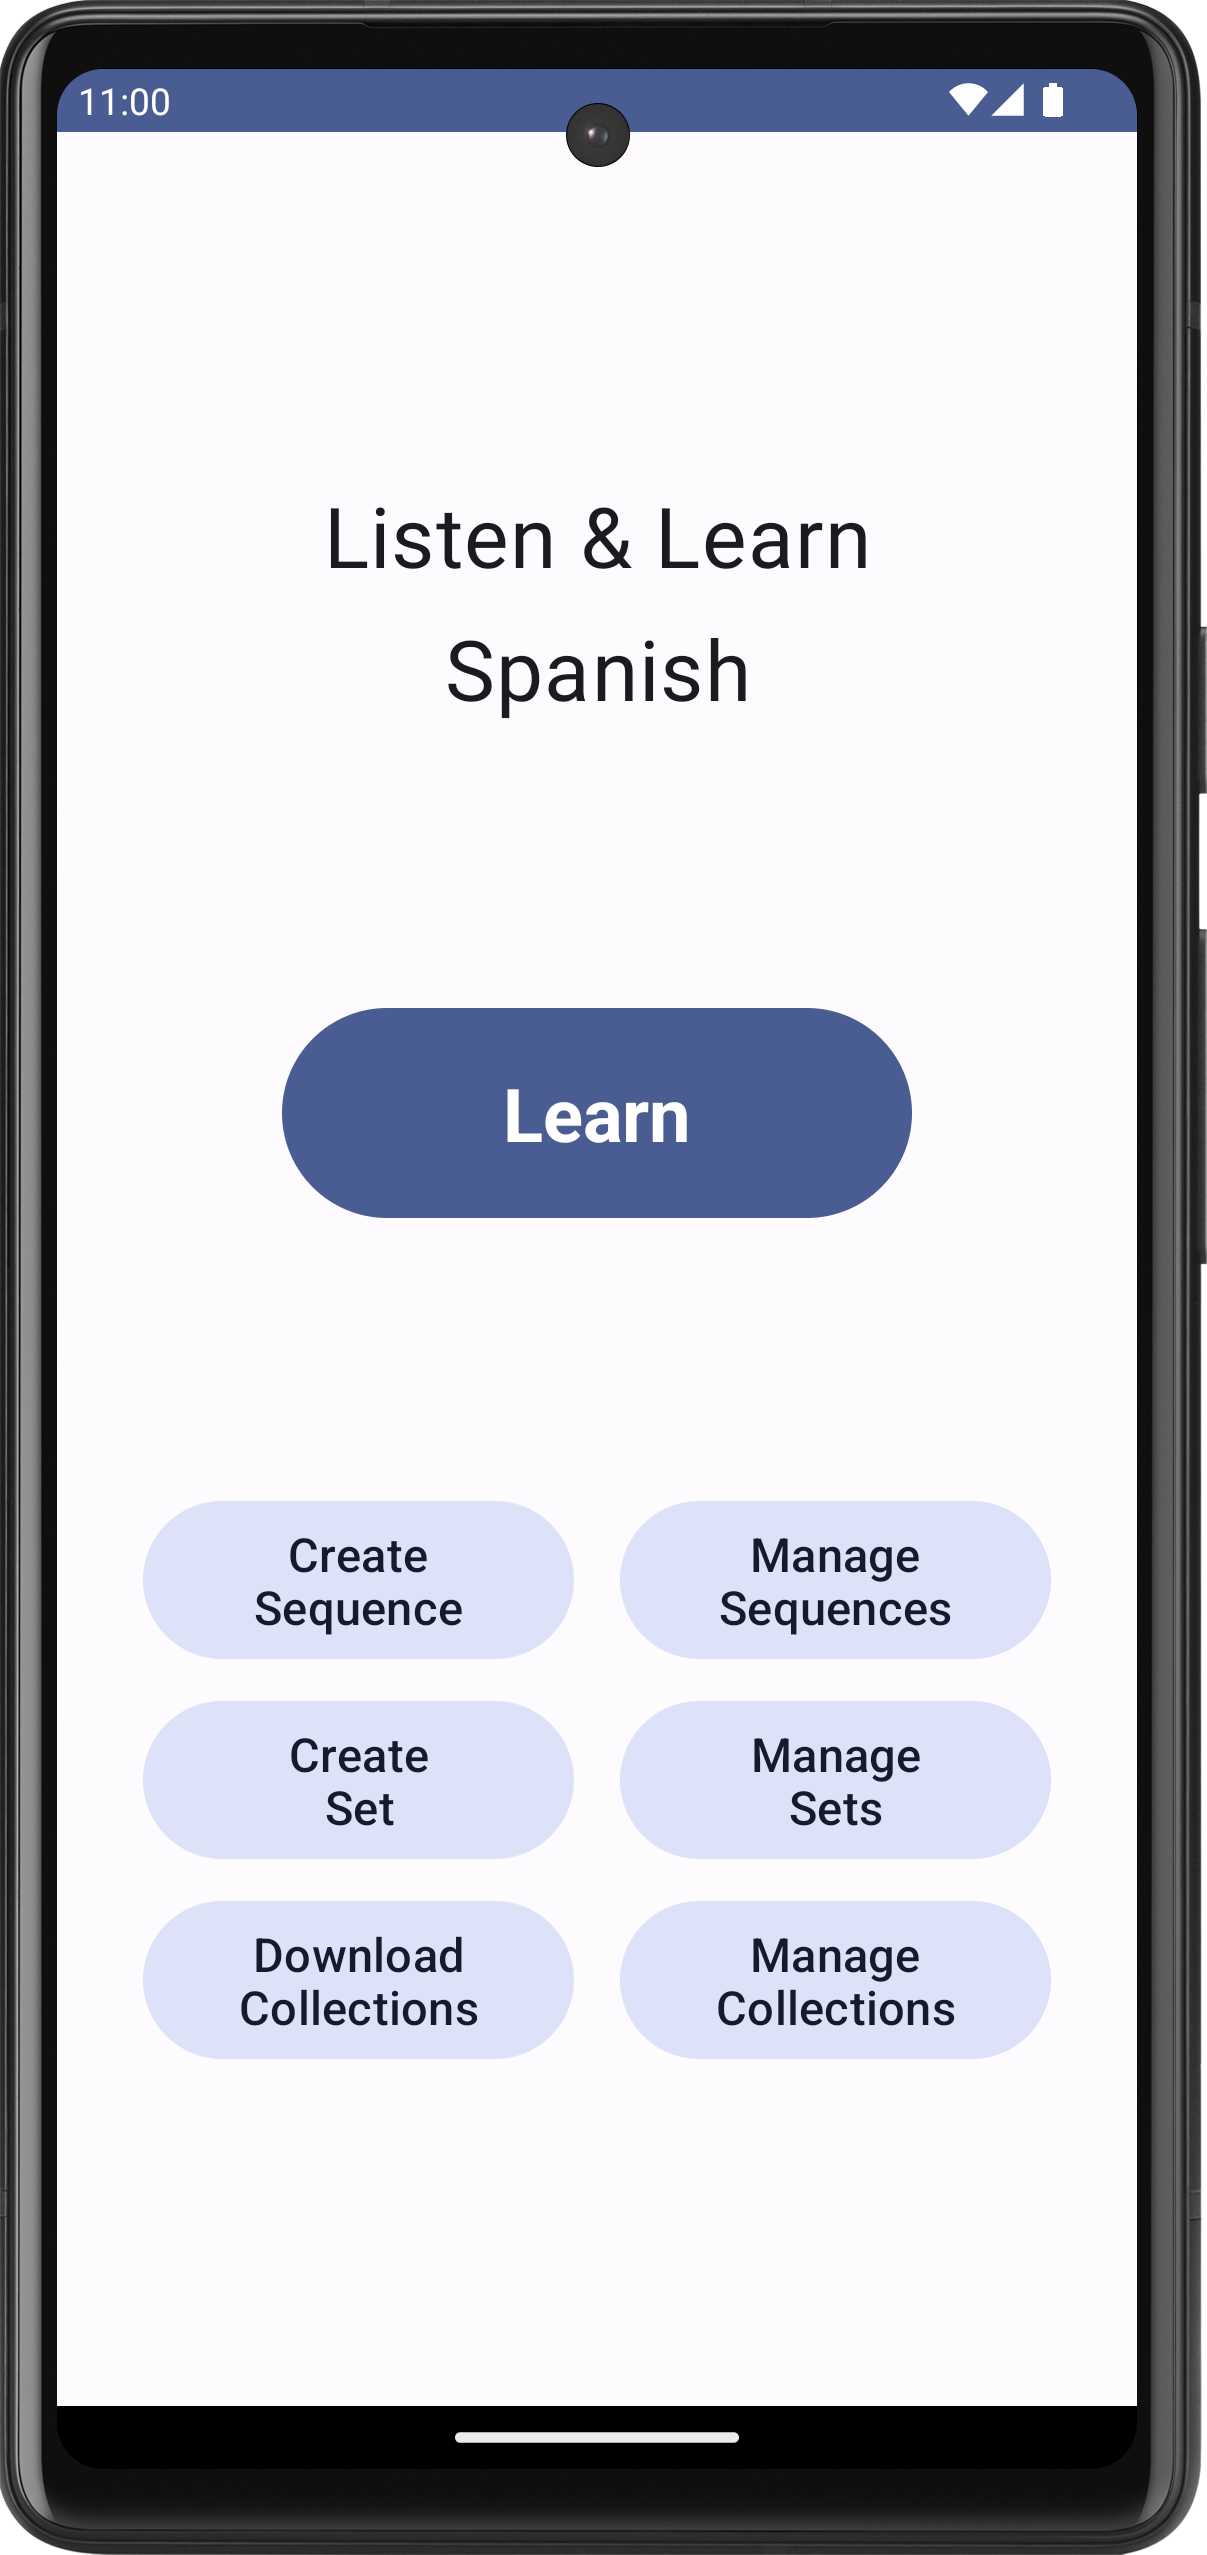 11:00
Listen & Learn
Spanish
Learn
Create
Sequence
Manage
Sequences
Create
Set
Manage
Sets
Download
Collections
Manage
Collections